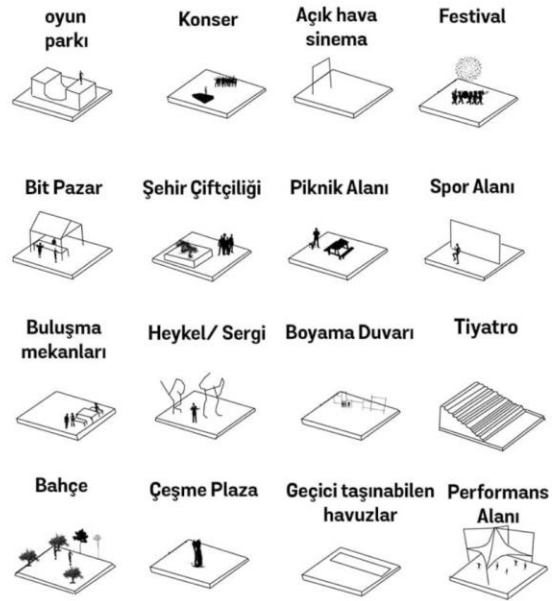 oyun
parkı
Konser
Açık hava
sinema
Festival
Bit Pazar
Şehir Çiftçiliği
Piknik Alanı
Spor Alanı
Buluşma
mekanları
Heykel/ Sergi
Boyama Duvarı
Tiyatro
Bahçe
Çeşme Plaza
Geçici taşınabilen
havuzlar
Performans
Alanı